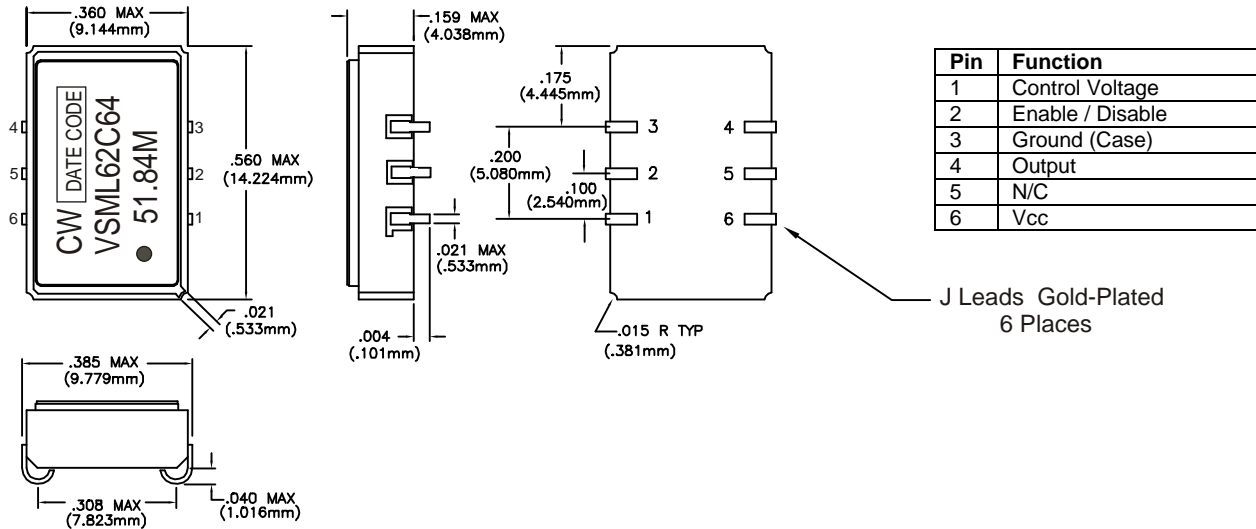 .360 MAX
(9.144mm)
4
5
6
3
2
1
CW DATE CODE
VSML62C64
51.84M
.560 MAX
(14.224mm)
.021
(.533mm)
.159 MAX
(4.038mm)
.021 MAX
(.533mm)
.004
(.101mm)
.175
(4.445mm)
.200
(5.080mm)
.100
(2.540mm)
3 4
2 5
1 6
.015 R TYP
(.381mm)
Pin Function
1 Control Voltage
2 Enable / Disable
3 Ground (Case)
4 Output
5 N/C
6 Vcc
J Leads Gold-Plated
6 Places
.385 MAX
(9.779mm)
.308 MAX
(7.823mm)
.040 MAX
(1.016mm)